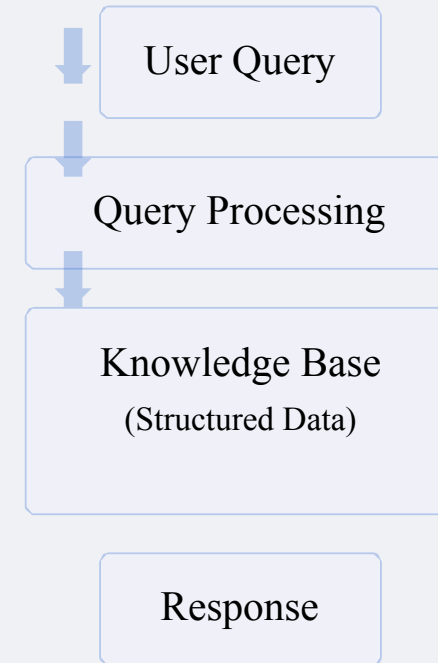 User Query
Query Processing
Knowledge Base
(Structured Data)
Response